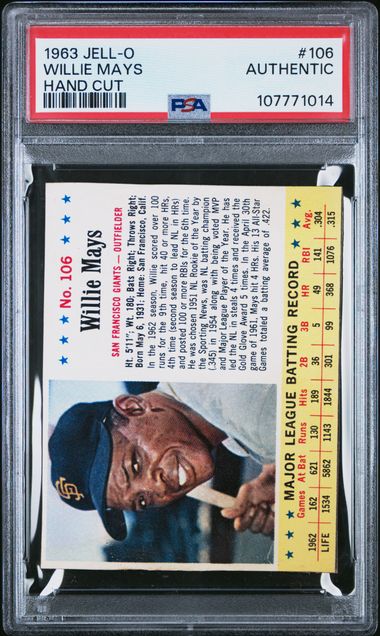 1963 JELL-O
WILLIE MAYS
HAND CUT
#106
AUTHENTIC
PSA
107771014
No. 106
Willie Mays
SAN FRANCISCO GIANTS — OUTFIELDER
Ht. 5'11"; Wt. 180; Bats Right; Throws Right;
Born May 6, 1931; Home: San Francisco, Calif.
In the 1962 season, Willie scored over 100
runs for the 9th time, hit 40 or more HRs,
4th time (second season to lead NL in HRs)
and posted 100 or more RBIs for the 6th time.
He was chosen 1951 NL Rookie of the Year by
the Sporting News, was NL batting champion
(345) in 1954 along with being voted MVP
and Major League Player of the Year. He has
led the NL in steals 4 times and received the
Gold Glove Award 5 times. In the April 30th
game of 1961, Mays hit 4 HRs. His 13 All-Star
Games totaled a batting average of .422.
SF
MAJOR LEAGUE BATTING RECORD
Games At Bat Runs Hits 2B 3B HR RBI Avg.
1962 162 621 130 189 36 5 49 141 .304
LIFE 1534 5862 1143 1844 301 99 368 1076 .315